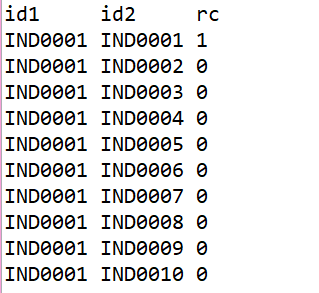 id1 id2 rc
IND0001 IND0001 1
IND0001 IND0002 0
IND0001 IND0003 0
IND0001 IND0004 0
IND0001 IND0005 0
IND0001 IND0006 0
IND0001 IND0007 0
IND0001 IND0008 0
IND0001 IND0009 0
IND0001 IND0010 0